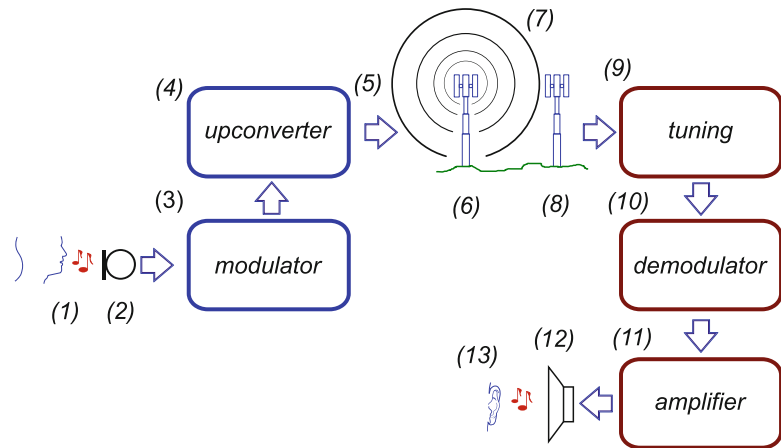 (7)
(4)
(5)
(9)
upconverter
tuning
(3)
(6)
(8)
(10)
modulator
demodulator
(1)
(2)
(13)
(12)
(11)
amplifier